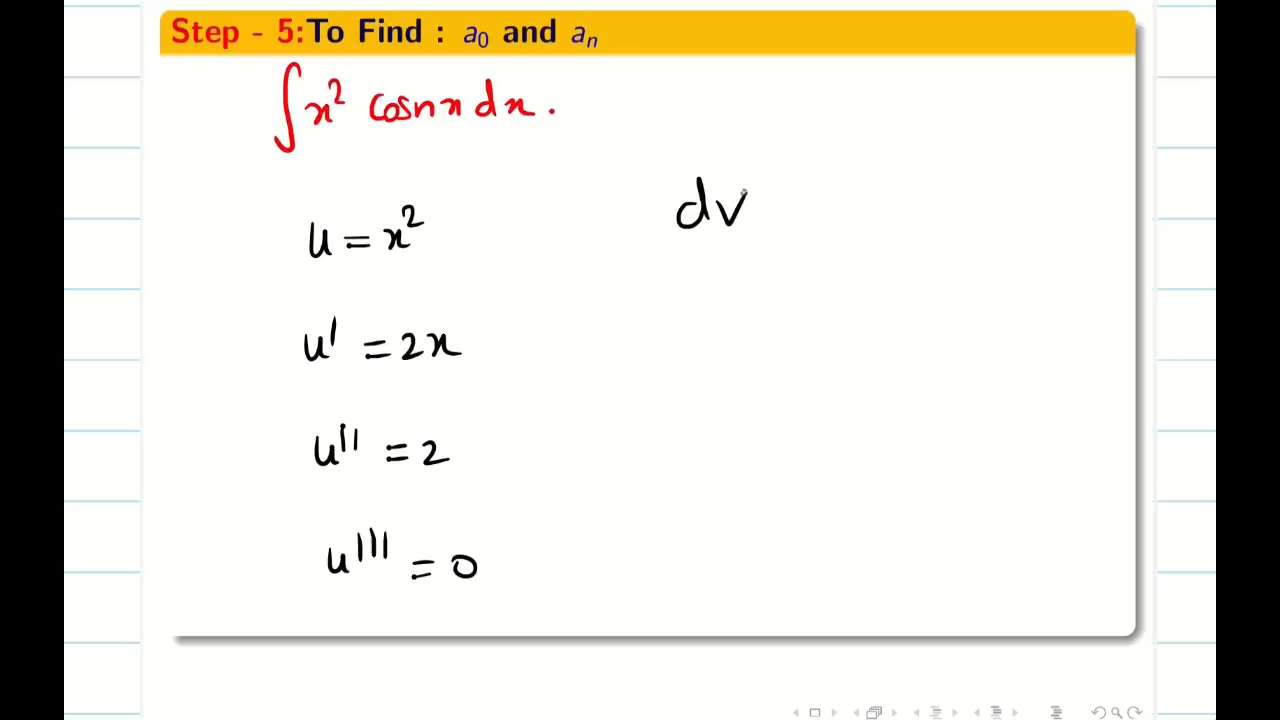 Step - 5:To Find : a₀ and aₙ
∫x² cosnx dx.
u = x²
dv
u' = 2x
u'' = 2
u''' = 0